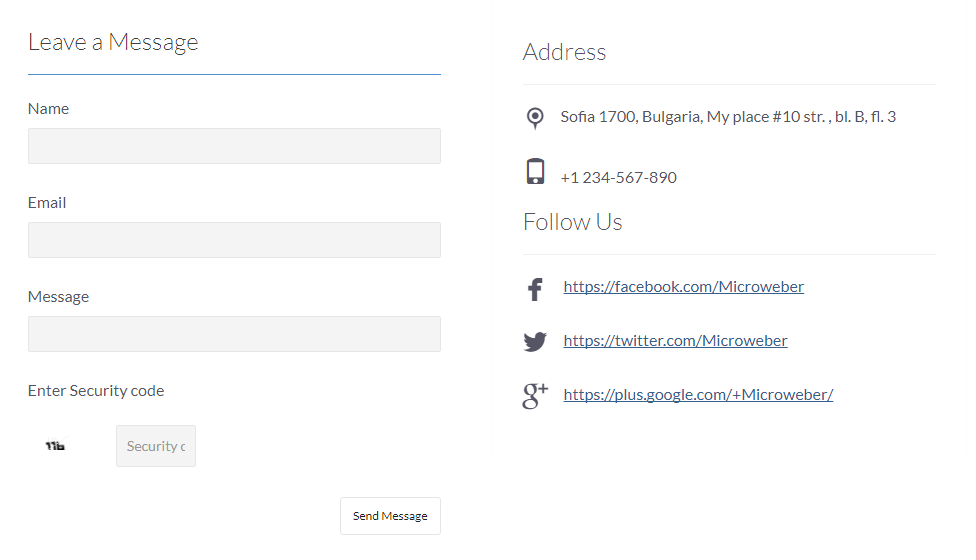 Leave a Message
Name
Email
Message
Enter Security code
Security c
Send Message
Address
Sofia 1700, Bulgaria, My place #10 str. , bl. B, fl. 3
+1 234-567-890
Follow Us
https://facebook.com/Microweber
https://twitter.com/Microweber
https://plus.google.com/+Microweber/